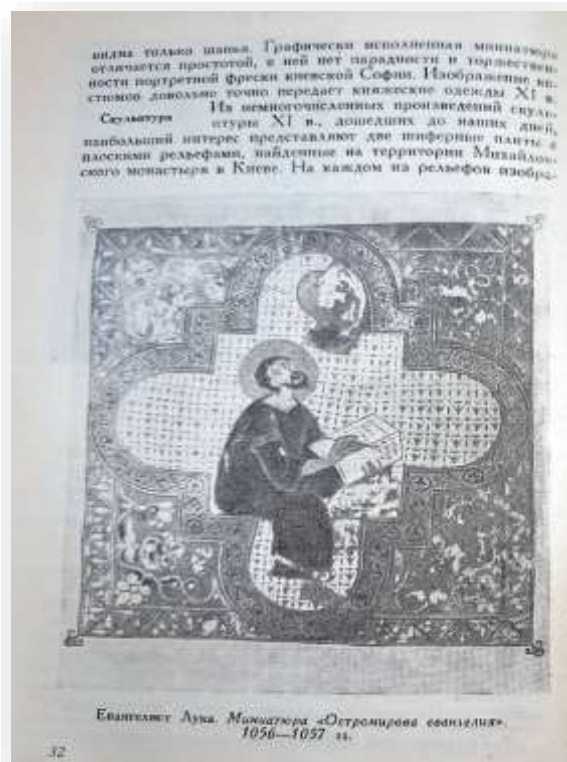 видна только шапка. Графически исполненная миниатюра
отличается простотой, в ней нет парадности и торжествен-
ности портретной фрески киевской Софии. Изображение ко-
стюмов довольно точно передает княжеские одежды XI в.
Скульптура Из немногочисленных произведений скуль-
птуры XI в., дошедших до наших дней,
наибольший интерес представляют две шиферные плиты с
плоскими рельефами, найденные на территории Михайлов-
ского монастыря в Киеве. На каждом из рельефов изобра-
Евангелист Лука. Миниатюра «Остромирова евангелия».
1056—1057 гг.
32